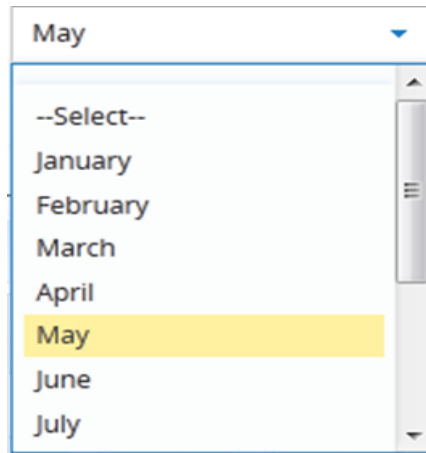 May
--Select--
January
February
March
April
May
June
July